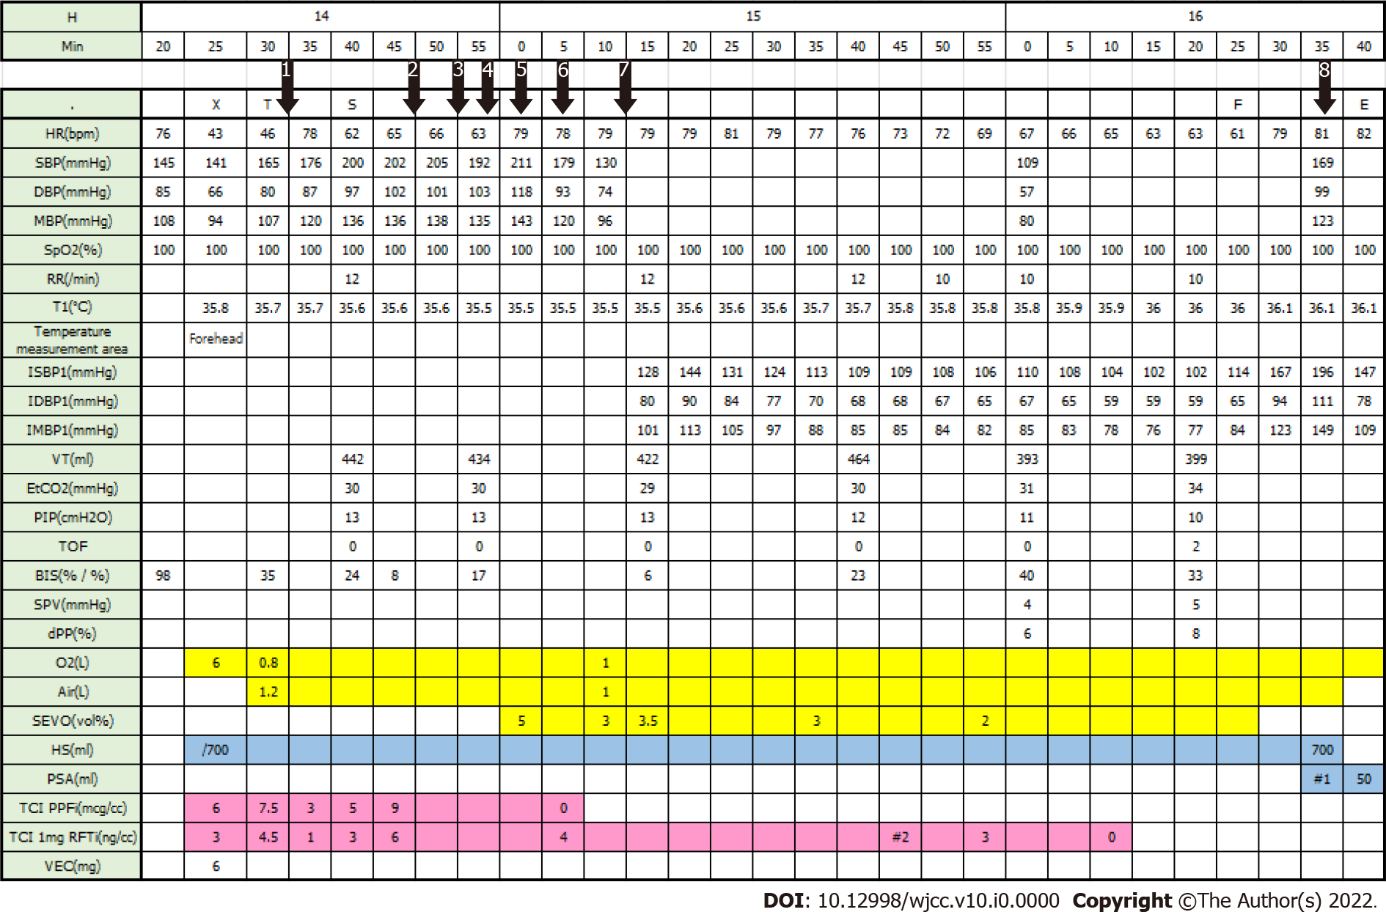 H 14 15 16
Min 20 25 30 35 40 45 50 55 0 5 10 15 20 25 30 35 40 45 50 55 0 5 10 15 20 25 30 35 40
1 2 3 4 5 6 7 8
. X T S F E
HR(bpm) 76 43 46 78 62 65 66 63 79 78 79 79 79 81 79 77 76 73 72 69 67 66 65 63 63 61 79 81 82
SBP(mmHg) 145 141 165 176 200 202 205 192 211 179 130 109 169
DBP(mmHg) 85 66 80 87 97 102 101 103 118 93 74 57 99
MBP(mmHg) 108 94 107 120 136 136 138 135 143 120 96 80 123
SpO2(%) 100 100 100 100 100 100 100 100 100 100 100 100 100 100 100 100 100 100 100 100 100 100 100 100 100 100 100 100 100
RR(/min) 12 12 12 10 10 10
T1(°C) 35.8 35.7 35.7 35.6 35.6 35.6 35.5 35.5 35.5 35.5 35.5 35.6 35.6 35.6 35.7 35.7 35.8 35.8 35.8 35.8 35.9 35.9 36 36 36 36.1 36.1 36.1
Temperature
measurement area Forehead
ISBP1(mmHg) 128 144 131 124 113 109 109 108 106 110 108 104 102 102 114 167 196 147
IDBP1(mmHg) 80 90 84 77 70 68 68 67 65 67 65 59 59 59 65 94 111 78
IMBP1(mmHg) 101 113 105 97 88 85 85 84 82 85 83 78 76 77 84 123 149 109
VT(ml) 442 434 422 464 393 399
EtCO2(mmHg) 30 30 29 30 31 34
PIP(cmH2O) 13 13 13 12 11 10
TOF 0 0 0 0 0 2
BIS(% / %) 98 35 24 8 17 6 23 40 33
SPV(mmHg) 4 5
dPP(%) 6 8
O2(L) 6 0.8 1
Air(L) 1.2 1
SEVO(vol%) 5 3 3.5 3 2
HS(ml) /700 700
PSA(ml) #1 50
TCI PPFi(mcg/cc) 6 7.5 3 5 9 0
TCI 1mg RFTi(ng/cc) 3 4.5 1 3 6 4 #2 3 0
VEC(mg) 6
DOI: 10.12998/wjcc.v10.i0.0000 Copyright ©The Author(s) 2022.